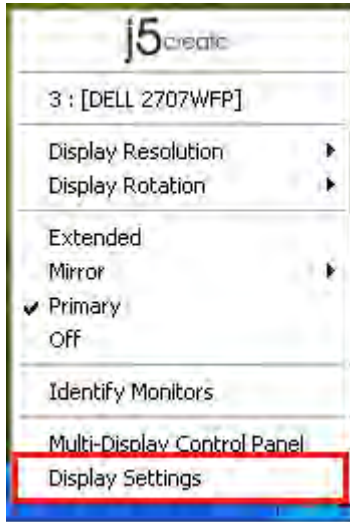 j5create
3 : [DELL 2707WFP]
Display Resolution
Display Rotation
Extended
Mirror
Primary
Off
Identify Monitors
Multi-Display Control Panel
Display Settings